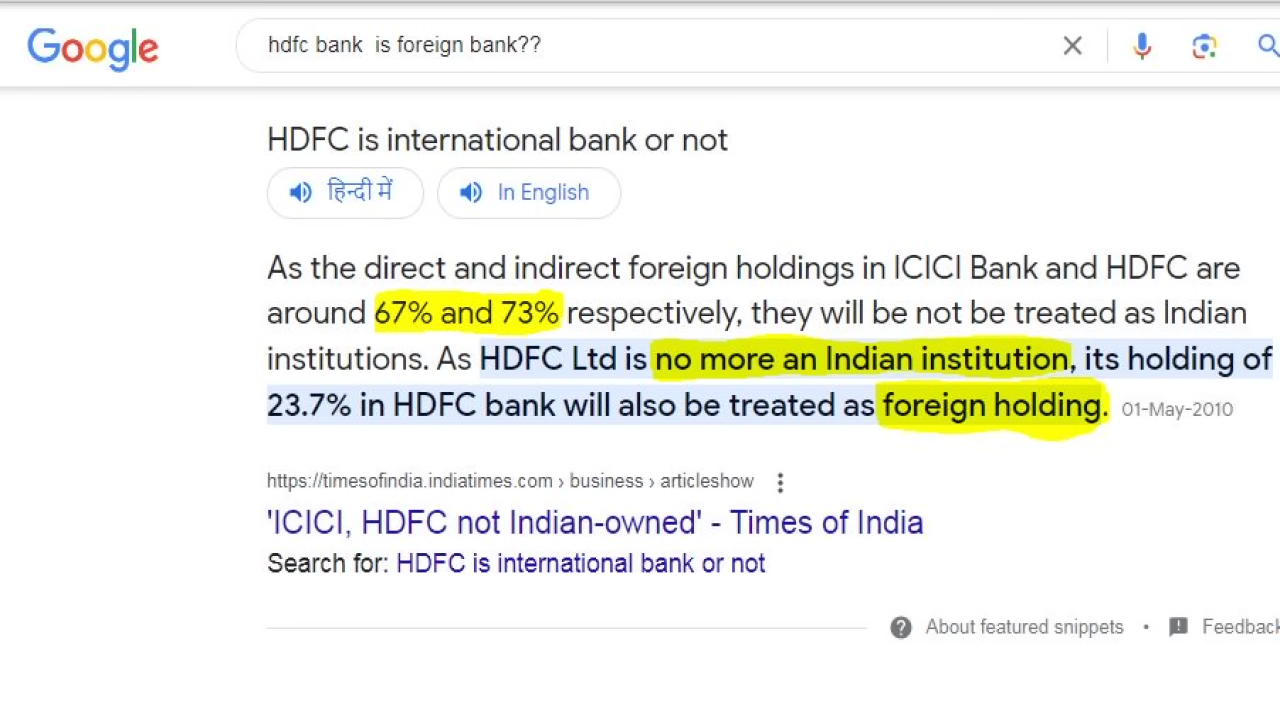 Google
hdfc bank  is foreign bank??
HDFC is international bank or not
हिन्दी में
In English
As the direct and indirect foreign holdings in ICICI Bank and HDFC are
around 67% and 73% respectively, they will be not be treated as Indian
institutions. As HDFC Ltd is no more an Indian institution, its holding of
23.7% in HDFC bank will also be treated as foreign holding. 01-May-2010
https://timesofindia.indiatimes.com › business › articleshow
'ICICI, HDFC not Indian-owned' - Times of India
Search for: HDFC is international bank or not
About featured snippets • Feedback